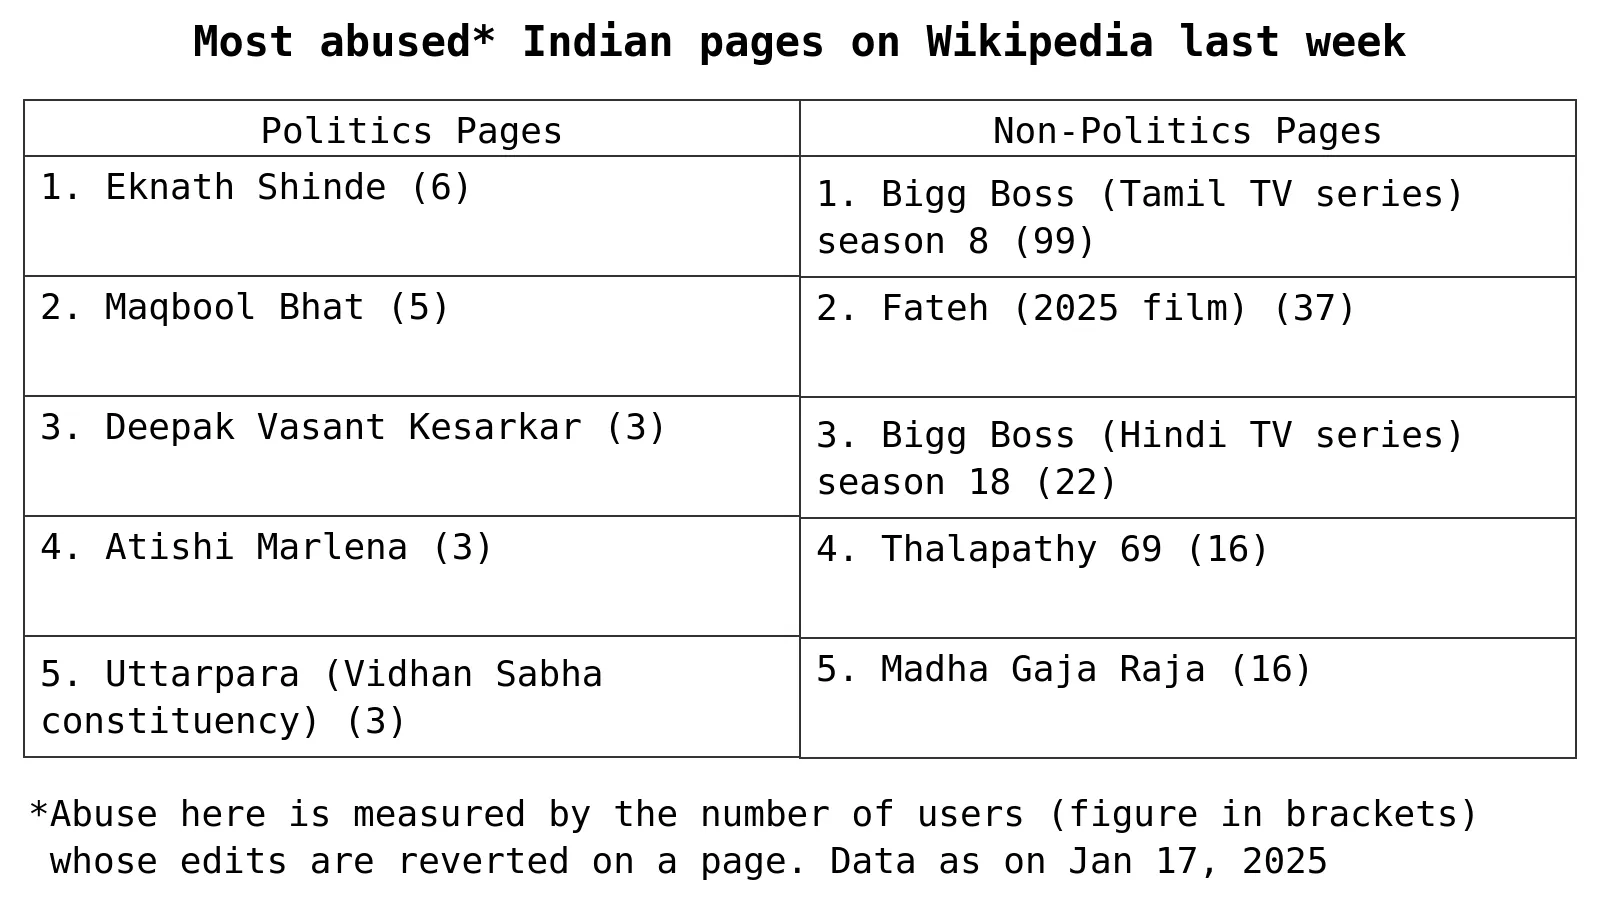 Most abused* Indian pages on Wikipedia last week
Politics Pages
1. Eknath Shinde (6)
2. Maqbool Bhat (5)
3. Deepak Vasant Kesarkar (3)
4. Atishi Marlena (3)
5. Uttarpara (Vidhan Sabha
constituency) (3)
Non-Politics Pages
1. Bigg Boss (Tamil TV series)
season 8 (99)
2. Fateh (2025 film) (37)
3. Bigg Boss (Hindi TV series)
season 18 (22)
4. Thalapathy 69 (16)
5. Madha Gaja Raja (16)
*Abuse here is measured by the number of users (figure in brackets)
whose edits are reverted on a page. Data as on Jan 17, 2025